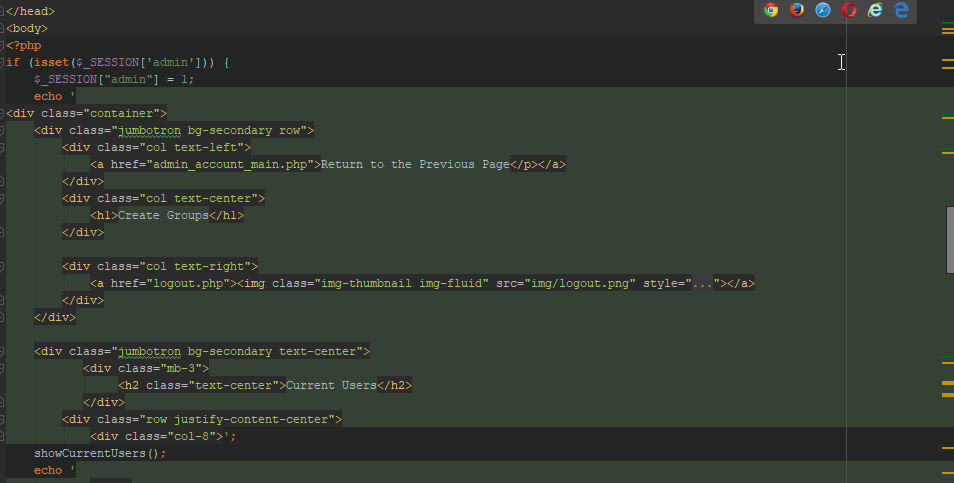 </head>
<body>
<?php
if (isset($_SESSION['admin'])) {
    $_SESSION["admin"] = 1;
    echo '
<div class="container">
    <div class="jumbotron bg-secondary row">
        <div class="col text-left">
            <a href="admin_account_main.php">Return to the Previous Page</p></a>
        </div>
        <div class="col text-center">
            <h1>Create Groups</h1>
        </div>

        <div class="col text-right">
            <a href="logout.php"><img class="img-thumbnail img-fluid" src="img/logout.png" style="..."></a>
        </div>
    </div>

    <div class="jumbotron bg-secondary text-center">
           <div class="mb-3">
                <h2 class="text-center">Current Users</h2>
           </div>
        <div class="row justify-content-center">
            <div class="col-8">';
    showCurrentUsers();
    echo '